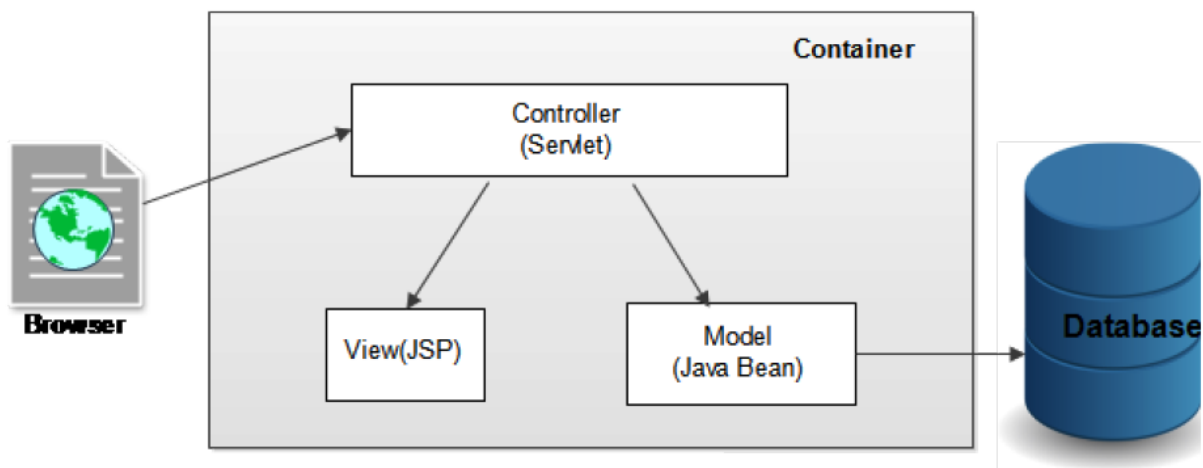 Container
Controller
(Servlet)
Browser
View(JSP)
Model
(Java Bean)
Database